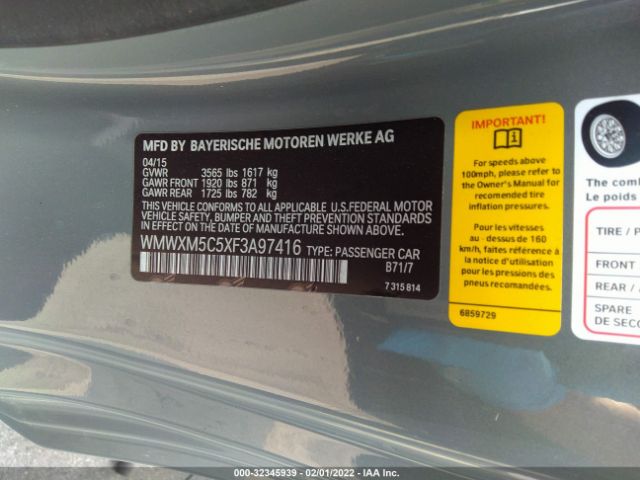 MFD BY BAYERISCHE MOTOREN WERKE AG
04/15
GVWR 3565 lbs 1617 kg
GAWR FRONT 1920 lbs 871 kg
GAWR REAR 1725 lbs 782 kg
THIS VEHICLE CONFORMS TO ALL APPLICABLE U.S.FEDERAL MOTOR
VEHICLE SAFETY, BUMPER, AND THEFT PREVENTION STANDARDS
IN EFFECT ON THE DATE OF MANUFACTURE SHOWN ABOVE.
WMWXM5C5XF3A97416 TYPE: PASSENGER CAR
B71/7
7 315 814
IMPORTANT!
For speeds above
100mph, please refer to
the Owner's Manual for
recommended tire
inflation pressures.
Pour les vitesses
au-dessus de 160
km/h, s'adresser
à l'aide référence à
la notice d'utilisation
pour les pressions des
pneus recomandées.
6859729
The comb
Le poids
TIRE / P
FRONT
REAR / A
SPARE
DE SECO
000-32345939 - 02/01/2022 - IAA Inc.